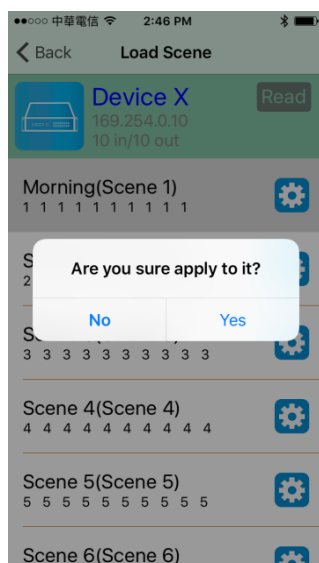 中華電信 2:46 PM
Back Load Scene
Device X
Read
169.254.0.10
10 in/10 out
Morning(Scene 1)
1 1 1 1 1 1 1 1 1 1
S
2
Are you sure apply to it?
No Yes
3 3 3 3 3 3 3 3 3 3
Scene 4(Scene 4)
4 4 4 4 4 4 4 4 4 4
Scene 5(Scene 5)
5 5 5 5 5 5 5 5 5 5
Scene 6(Scene 6)